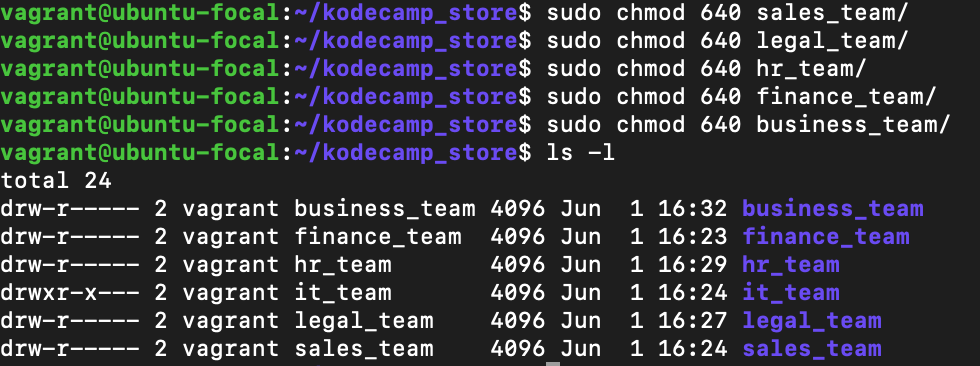 vagrant@ubuntu-focal:~/kodecamp_store$ sudo chmod 640 sales_team/
vagrant@ubuntu-focal:~/kodecamp_store$ sudo chmod 640 legal_team/
vagrant@ubuntu-focal:~/kodecamp_store$ sudo chmod 640 hr_team/
vagrant@ubuntu-focal:~/kodecamp_store$ sudo chmod 640 finance_team/
vagrant@ubuntu-focal:~/kodecamp_store$ sudo chmod 640 business_team/
vagrant@ubuntu-focal:~/kodecamp_store$ ls -l
total 24
drw-r----- 2 vagrant business_team 4096 Jun  1 16:32 business_team
drw-r----- 2 vagrant finance_team  4096 Jun  1 16:23 finance_team
drw-r----- 2 vagrant hr_team       4096 Jun  1 16:29 hr_team
drwxr-x--- 2 vagrant it_team       4096 Jun  1 16:24 it_team
drw-r----- 2 vagrant legal_team    4096 Jun  1 16:27 legal_team
drw-r----- 2 vagrant sales_team    4096 Jun  1 16:24 sales_team